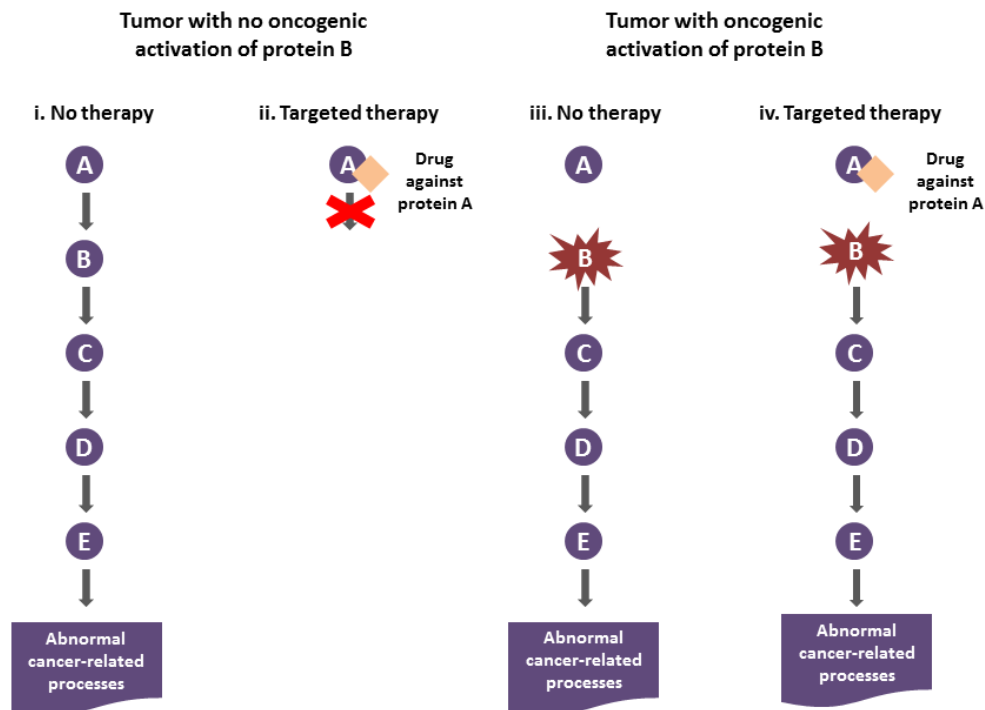 Tumor with no oncogenic
activation of protein B
Tumor with oncogenic
activation of protein B
i. No therapy
ii. Targeted therapy
iii. No therapy
iv. Targeted therapy
A
B
C
D
E
Abnormal
cancer-related
processes
A
Drug
against
protein A
A
B
C
D
E
Abnormal
cancer-related
processes
A
Drug
against
protein A
B
C
D
E
Abnormal
cancer-related
processes